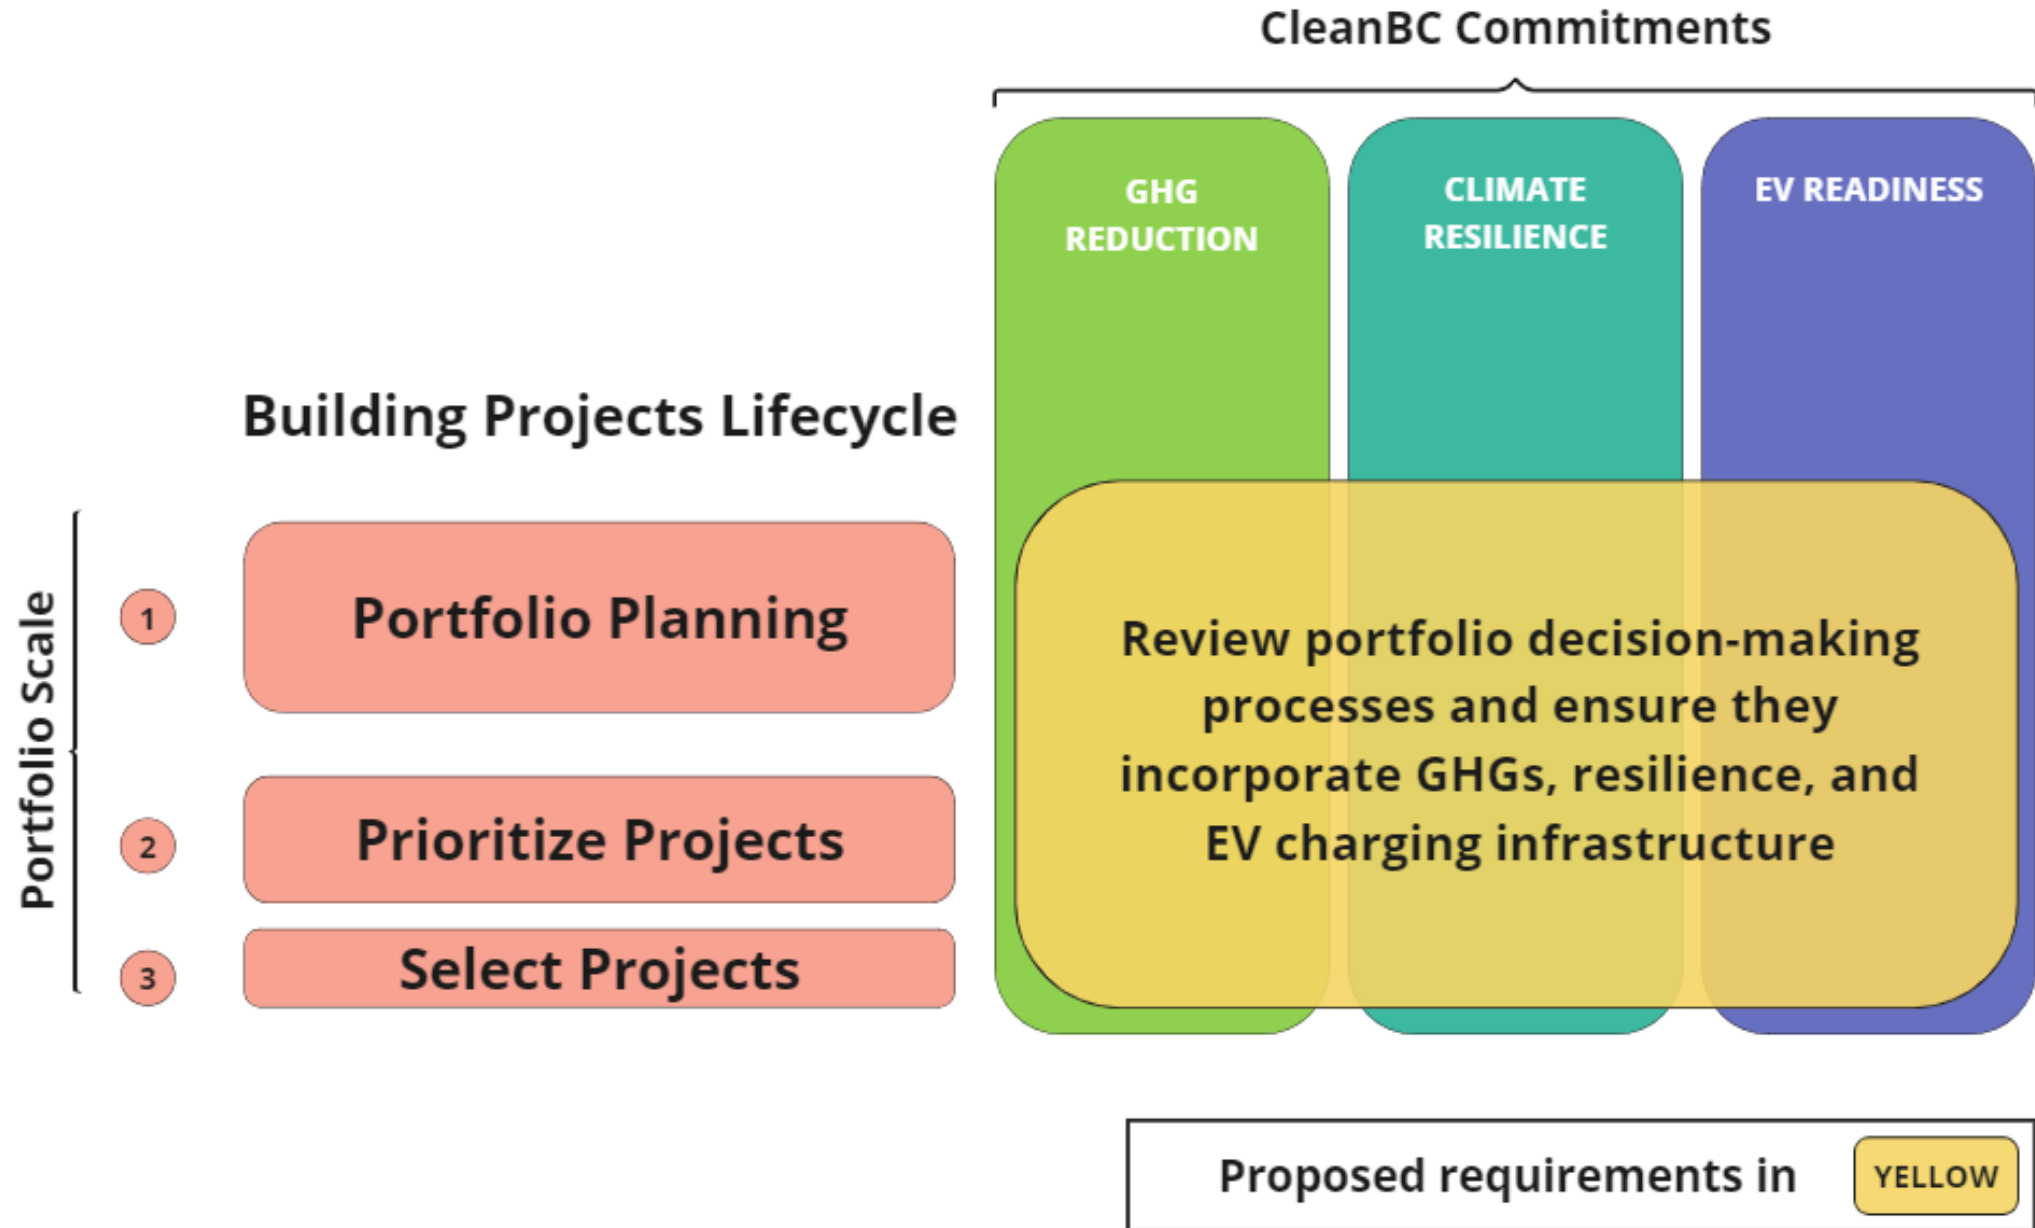 CleanBC Commitments
GHG
REDUCTION
CLIMATE
RESILIENCE
EV READINESS
Building Projects Lifecycle
Portfolio Scale
1
Portfolio Planning
2
Prioritize Projects
3
Select Projects
Review portfolio decision-making
processes and ensure they
incorporate GHGs, resilience, and
EV charging infrastructure
Proposed requirements in
YELLOW